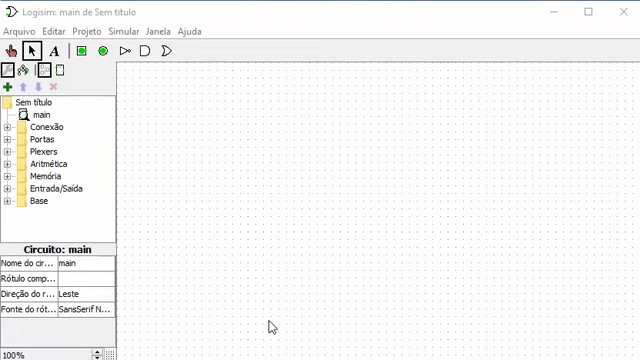 Logisim: main de Sem título
Arquivo Editar Projeto Simular Janela Ajuda
A
Sem título
main
Conexão
Portas
Plexers
Aritmética
Memória
Entrada/Saída
Base
Circuito: main
Nome do cir... main
Rótulo comp...
Direção do r... Leste
Fonte do rót... SansSerif N...
100%